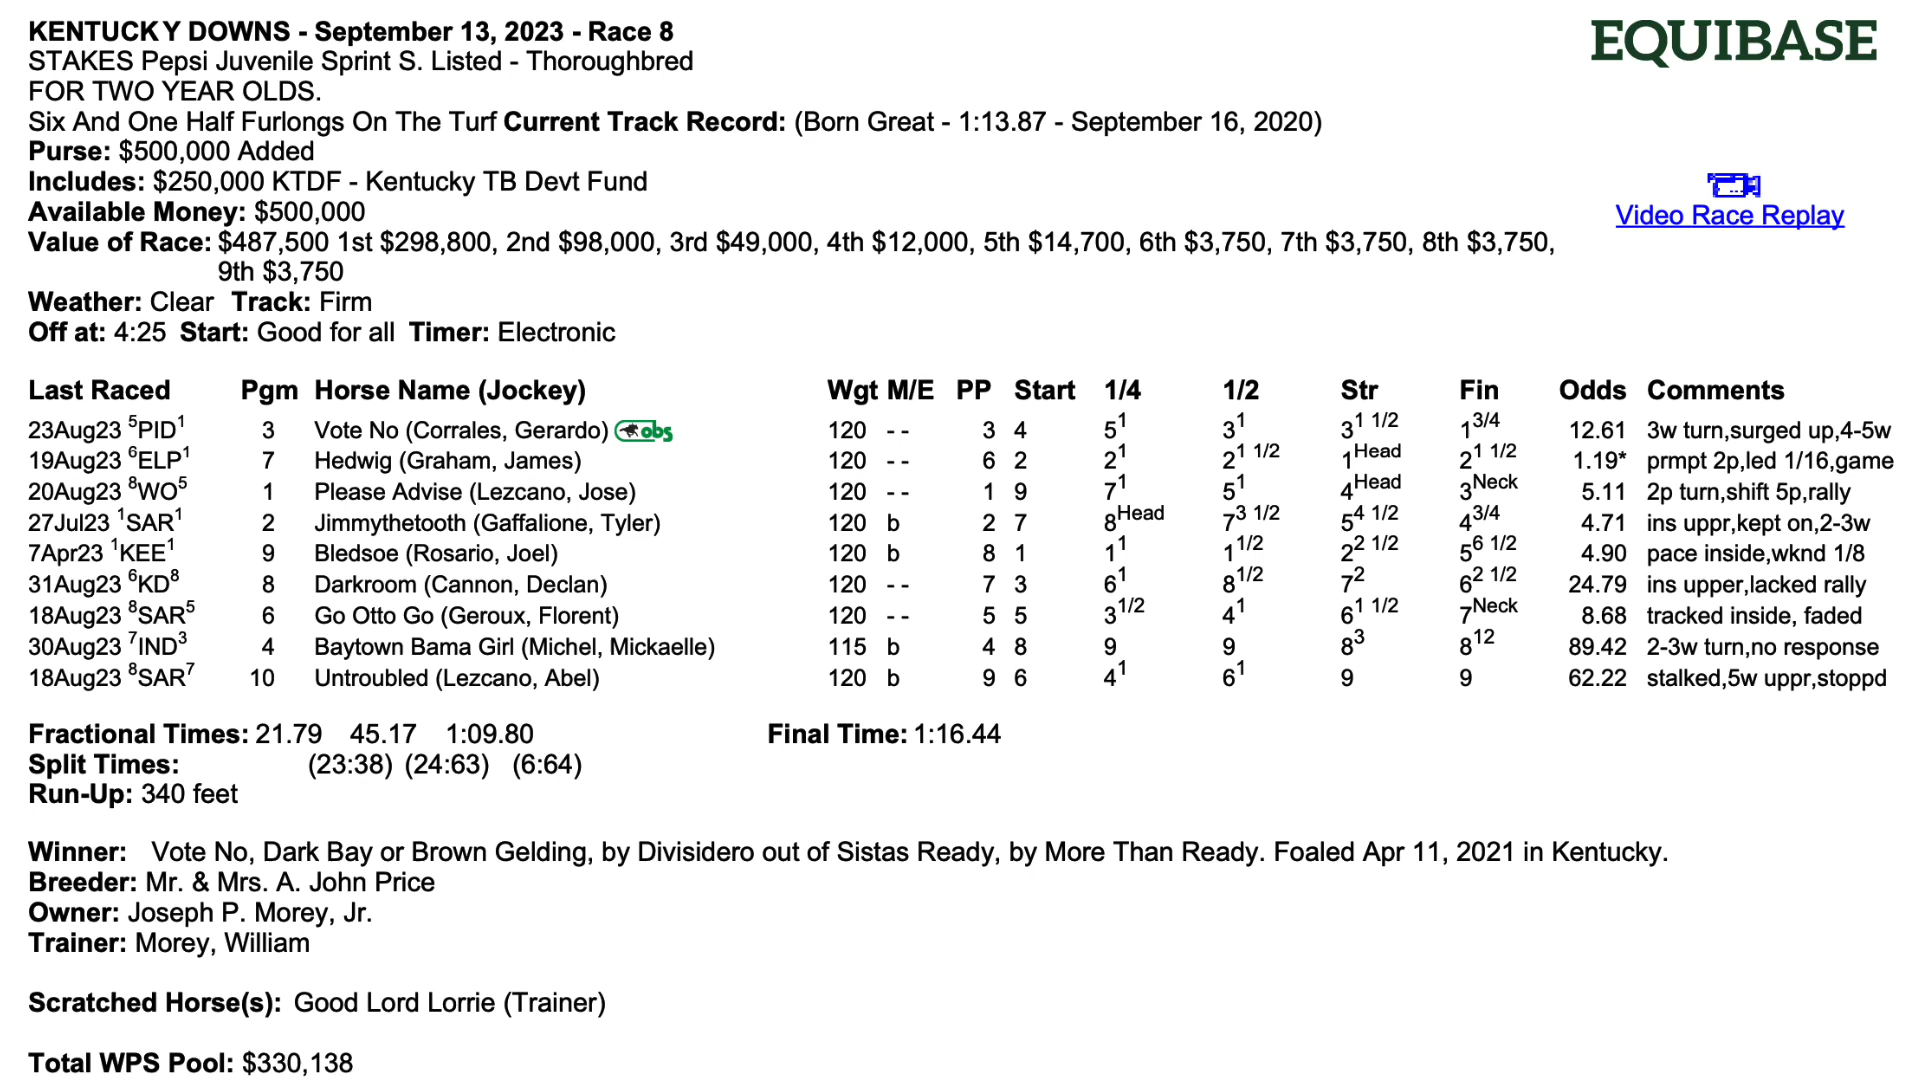 KENTUCKY DOWNS - September 13, 2023 - Race 8
EQUIBASE
STAKES Pepsi Juvenile Sprint S. Listed - Thoroughbred
FOR TWO YEAR OLDS.
Six And One Half Furlongs On The Turf Current Track Record: (Born Great - 1:13.87 - September 16, 2020)
Purse: $500,000 Added
Includes: $250,000 KTDF - Kentucky TB Devt Fund
Available Money: $500,000
Video Race Replay
Value of Race: $487,500 1st $298,800, 2nd $98,000, 3rd $49,000, 4th $12,000, 5th $14,700, 6th $3,750, 7th $3,750, 8th $3,750,
9th $3,750
Weather: Clear Track: Firm
Off at: 4:25 Start: Good for all Timer: Electronic
Last Raced Pgm Horse Name (Jockey) Wgt M/E PP Start 1/4 1/2 Str Fin Odds Comments
23Aug23 5PID1 3 Vote No (Corrales, Gerardo) obs 120 - - 3 4 51 31 31 1/2 13/4 12.61 3w turn,surged up,4-5w
19Aug23 6ELP1 7 Hedwig (Graham, James) 120 - - 6 2 21 21 1/2 1Head 21 1/2 1.19* prmpt 2p,led 1/16,game
20Aug23 8WO5 1 Please Advise (Lezcano, Jose) 120 - - 1 9 71 51 4Head 3Neck 5.11 2p turn,shift 5p,rally
27Jul23 1SAR1 2 Jimmythetooth (Gaffalione, Tyler) 120 b 2 7 8Head 73 1/2 54 1/2 43/4 4.71 ins uppr,kept on,2-3w
7Apr23 1KEE1 9 Bledsoe (Rosario, Joel) 120 b 8 1 11 11/2 22 1/2 56 1/2 4.90 pace inside,wknd 1/8
31Aug23 6KD8 8 Darkroom (Cannon, Declan) 120 - - 7 3 61 81/2 72 62 1/2 24.79 ins upper,lacked rally
18Aug23 8SAR5 6 Go Otto Go (Geroux, Florent) 120 - - 5 5 31/2 41 61 1/2 7Neck 8.68 tracked inside, faded
30Aug23 7IND3 4 Baytown Bama Girl (Michel, Mickaelle) 115 b 4 8 9 9 83 812 89.42 2-3w turn,no response
18Aug23 8SAR7 10 Untroubled (Lezcano, Abel) 120 b 9 6 41 61 9 9 62.22 stalked,5w uppr,stoppd
Fractional Times: 21.79 45.17 1:09.80 Final Time: 1:16.44
Split Times: (23:38) (24:63) (6:64)
Run-Up: 340 feet
Winner: Vote No, Dark Bay or Brown Gelding, by Divisidero out of Sistas Ready, by More Than Ready. Foaled Apr 11, 2021 in Kentucky.
Breeder: Mr. & Mrs. A. John Price
Owner: Joseph P. Morey, Jr.
Trainer: Morey, William
Scratched Horse(s): Good Lord Lorrie (Trainer)
Total WPS Pool: $330,138